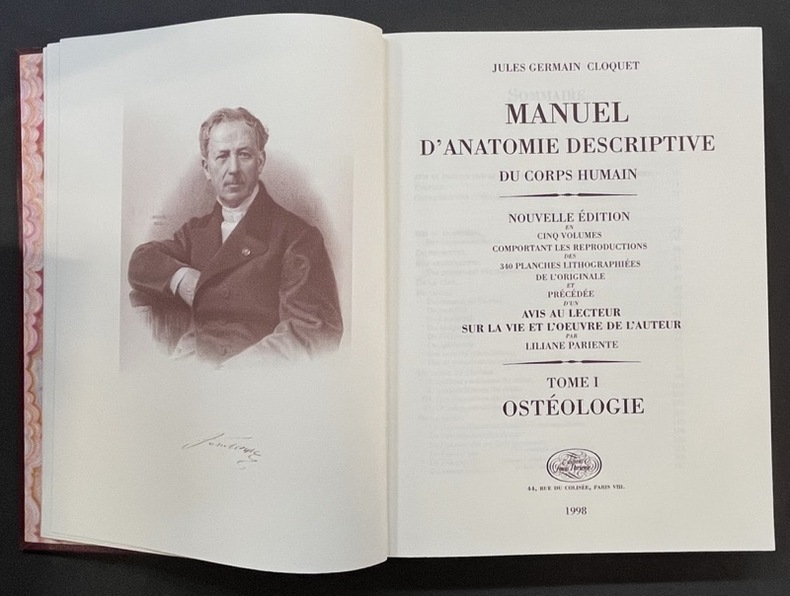 JULES GERMAIN CLOQUET
MANUEL
D'ANATOMIE DESCRIPTIVE
DU CORPS HUMAIN
NOUVELLE ÉDITION
EN
CINQ VOLUMES
COMPORTANT LES REPRODUCTIONS
DES
340 PLANCHES LITHOGRAPHIÉES
DE L'ORIGINALE
ET
PRÉCÉDÉE
D'UN
AVIS AU LECTEUR
SUR LA VIE ET L'OEUVRE DE L'AUTEUR
PAR
LILIANE PARIENTE
TOME I
OSTÉOLOGIE
44, RUE DU COLISÉE, PARIS VIII.
1998